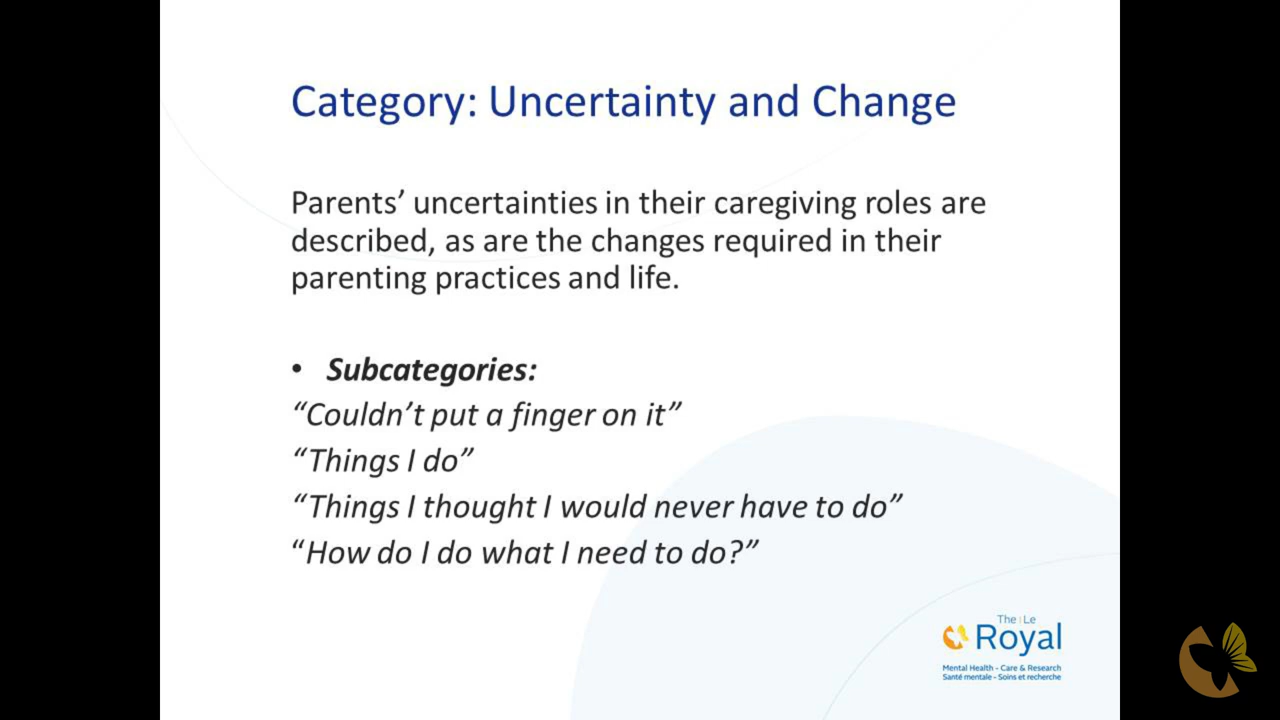 Category: Uncertainty and Change
Parents’ uncertainties in their caregiving roles are
described, as are the changes required in their
parenting practices and life.
• Subcategories:
“Couldn’t put a finger on it”
“Things I do”
“Things I thought I would never have to do”
“How do I do what I need to do?”
The | Le
Royal
Mental Health - Care & Research
Santé mentale - Soins et recherche